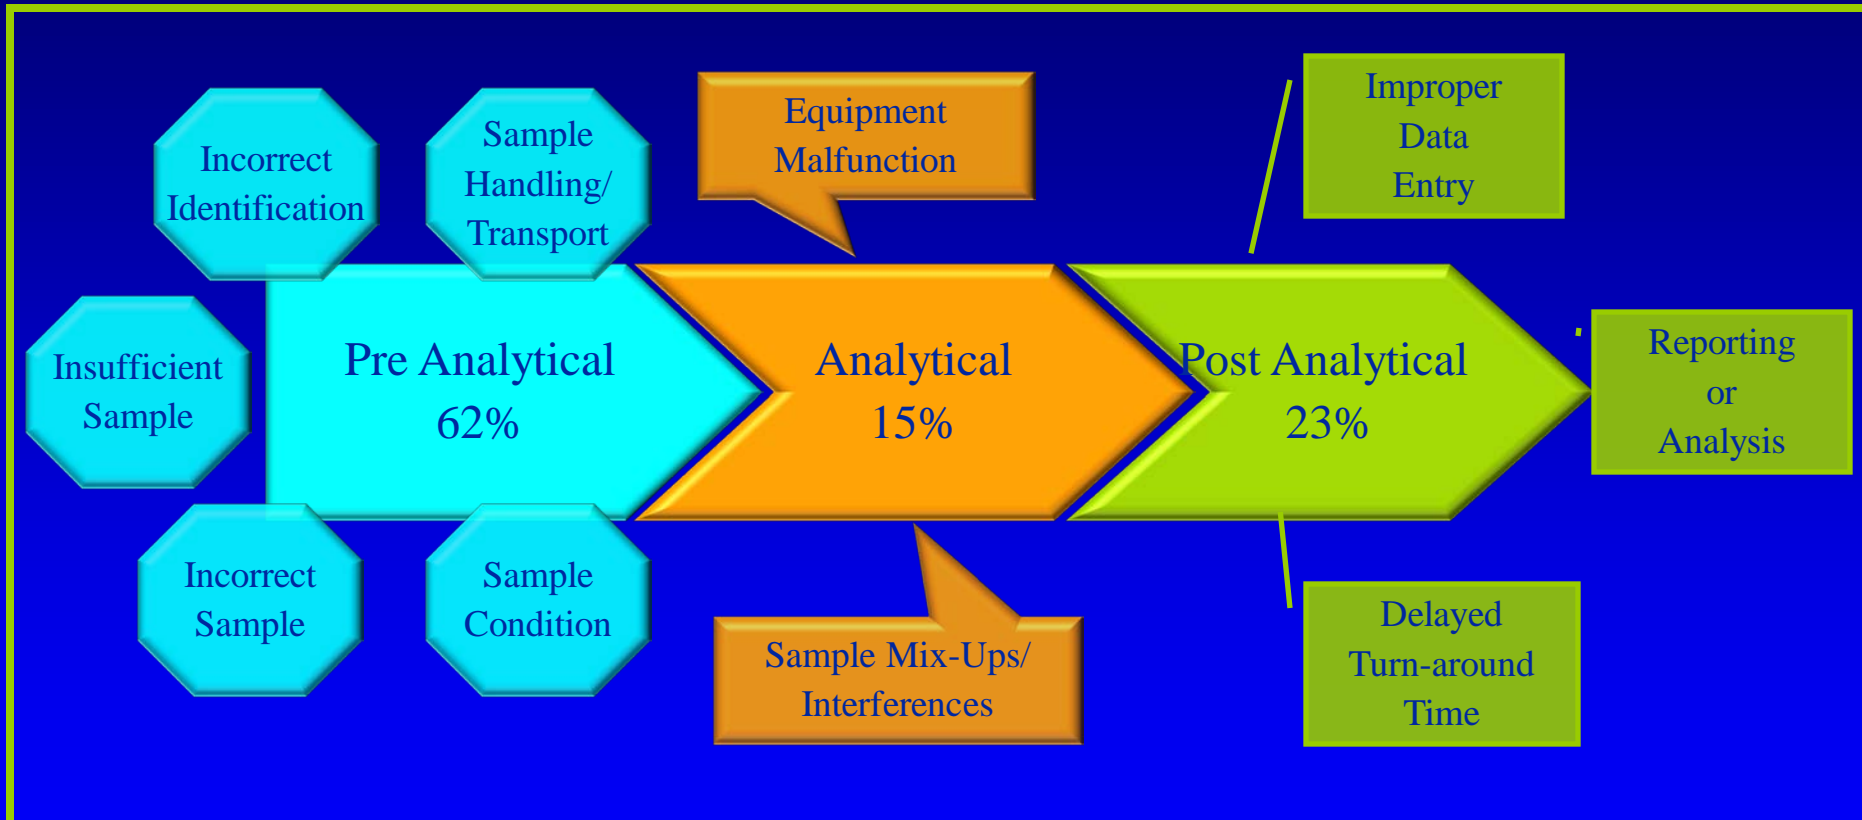 Incorrect
Identification
Sample
Handling/
Transport
Equipment
Malfunction
Improper
Data
Entry
Insufficient
Sample
Pre Analytical
62%
Analytical
15%
Post Analytical
23%
Reporting
or
Analysis
Incorrect
Sample
Sample
Condition
Sample Mix-Ups/
Interferences
Delayed
Turn-around
Time